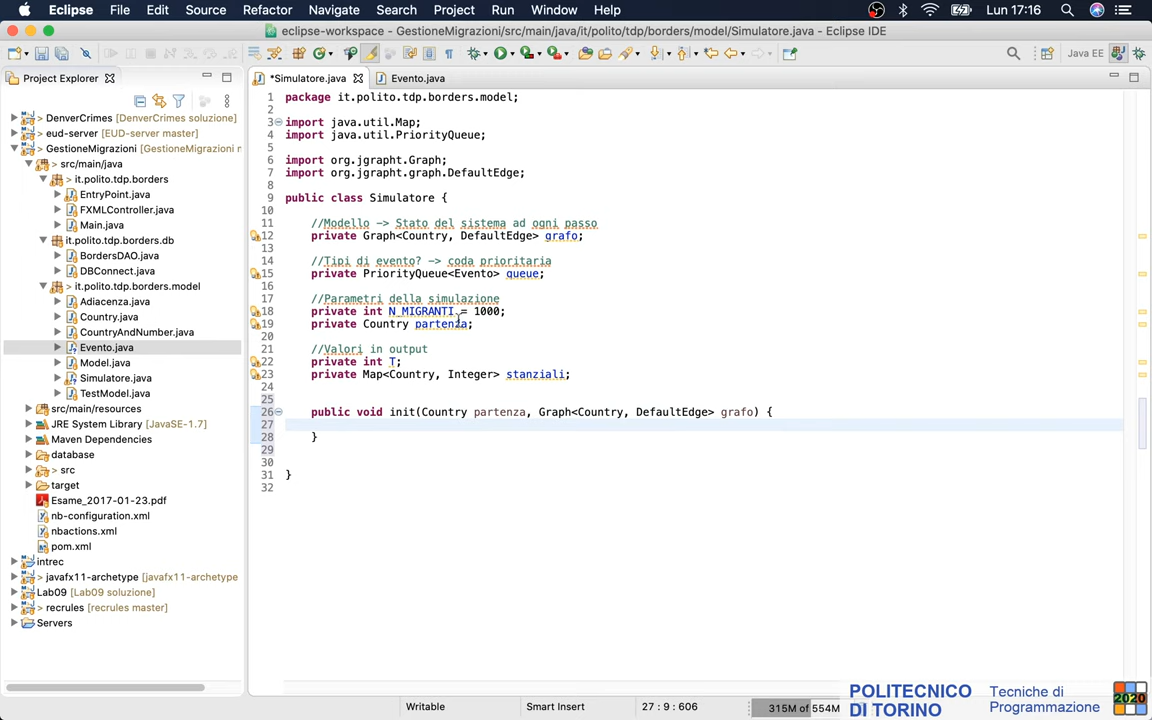 Eclipse File Edit Source Refactor Navigate Search Project Run Window Help Lun 17:16
eclipse-workspace - GestioneMigrazioni/src/main/java/it/polito/tdp/borders/model/Simulatore.java - Eclipse IDE
Java EE
Project Explorer
*Simulatore.java
Evento.java
> DenverCrimes [DenverCrimes soluzione]
> eud-server [EUD-server master]
> GestioneMigrazioni [GestioneMigrazioni m
> src/main/java
> it.polito.tdp.borders
> EntryPoint.java
> FXMLController.java
> Main.java
it.polito.tdp.borders.db
BordersDAO.java
DBConnect.java
> it.polito.tdp.borders.model
Adiacenza.java
Country.java
CountryAndNumber.java
Evento.java
Model.java
Simulatore.java
TestModel.java
src/main/resources
JRE System Library [JavaSE-1.7]
Maven Dependencies
database
> src
target
Esame_2017-01-23.pdf
nb-configuration.xml
nbactions.xml
pom.xml
intrec
> javafx11-archetype [javafx11-archetype
Lab09 [Lab09 soluzione]
> recrules [recrules master]
Servers
1 package it.polito.tdp.borders.model;
2
3 import java.util.Map;
4 import java.util.PriorityQueue;
5
6 import org.jgrapht.Graph;
7 import org.jgrapht.graph.DefaultEdge;
8
9 public class Simulatore {
10
11 //Modello -> Stato del sistema ad ogni passo
12 private Graph<Country, DefaultEdge> grafo;
13
14 //Tipi di evento? -> coda prioritaria
15 private PriorityQueue<Evento> queue;
16
17 //Parametri della simulazione
18 private int N_MIGRANTI = 1000;
19 private Country partenza;
20
21 //Valori in output
22 private int T;
23 private Map<Country, Integer> stanziali;
24
25
26 public void init(Country partenza, Graph<Country, DefaultEdge> grafo) {
27
28 }
29
30
31 }
32
Writable Smart Insert 27 : 9 : 606 315M of 554M
POLITECNICO
DI TORINO
Tecniche di
Programmazione
2020